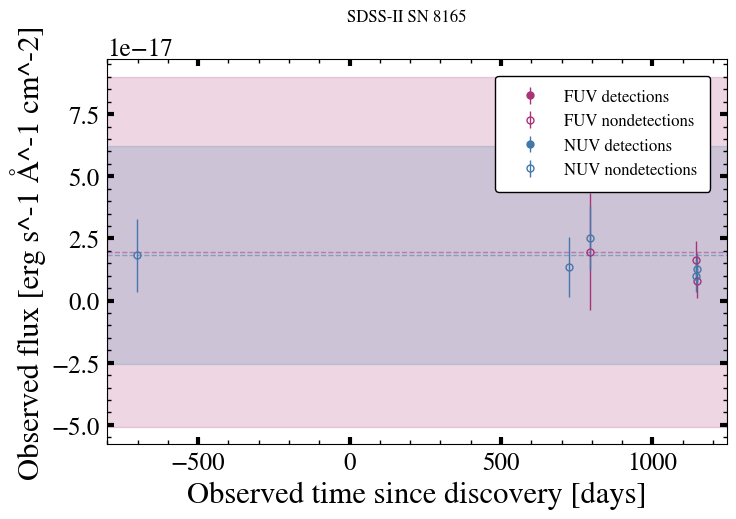 SDSS-II SN 8165
1e−17
FUV detections
FUV nondetections
NUV detections
NUV nondetections
7.5
5.0
2.5
0.0
−2.5
−5.0
Observed flux [erg s^-1 Å^-1 cm^-2]
−500 0 500 1000
Observed time since discovery [days]